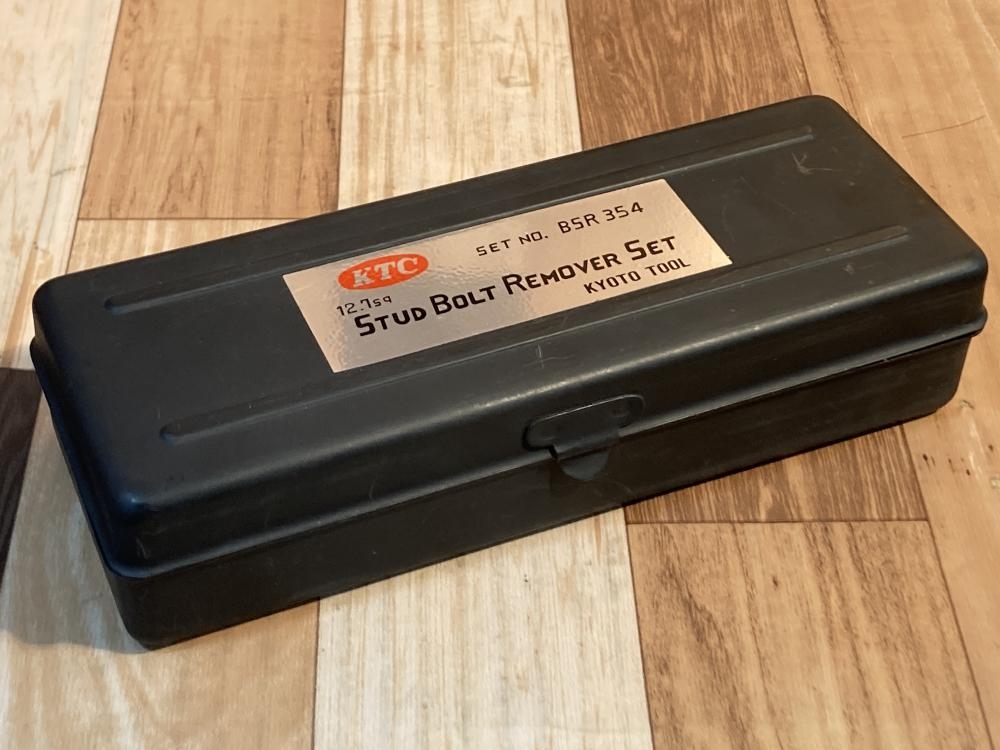 KTC
SET NO. BSR 354
12.7sq
STUD BOLT REMOVER SET
KYOTO TOOL